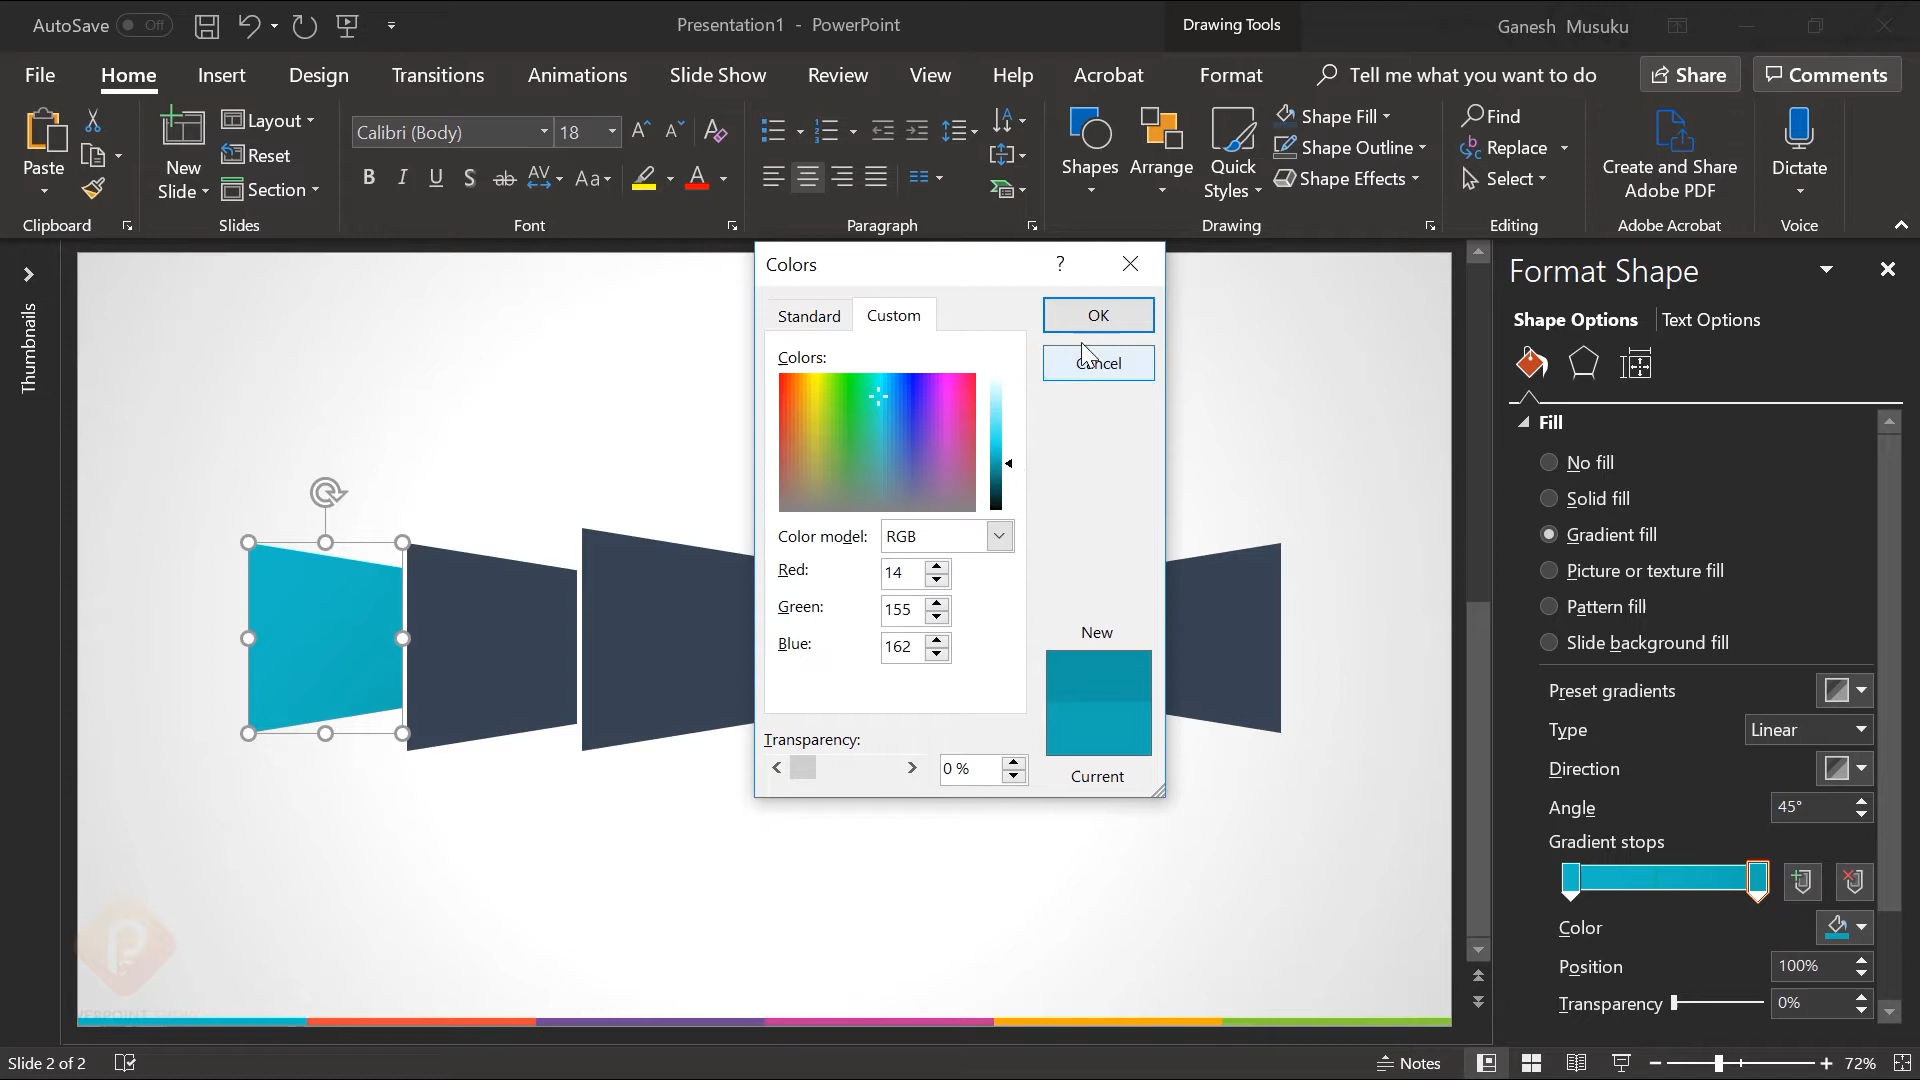 AutoSave Off
Presentation1 - PowerPoint
Drawing Tools
Ganesh Musuku
File Home Insert Design Transitions Animations Slide Show Review View Help Acrobat Format Tell me what you want to do Share Comments
Paste
Clipboard
New Slide
Layout
Reset
Section
Slides
Calibri (Body) 18
B I U S ab AV Aa A
Font
Paragraph
Shapes
Arrange
Quick Styles
Shape Fill
Shape Outline
Shape Effects
Drawing
Find
Replace
Select
Editing
Create and Share Adobe PDF
Adobe Acrobat
Dictate
Voice
Thumbnails
Colors ?
Standard Custom
OK
Cancel
Colors:
Color model: RGB
Red: 14
Green: 155
Blue: 162
Transparency:
0 %
New
Current
Format Shape
Shape Options Text Options
Fill
No fill
Solid fill
Gradient fill
Picture or texture fill
Pattern fill
Slide background fill
Preset gradients
Type Linear
Direction
Angle 45°
Gradient stops
Color
Position 100%
Transparency 0%
Slide 2 of 2
Notes
72%